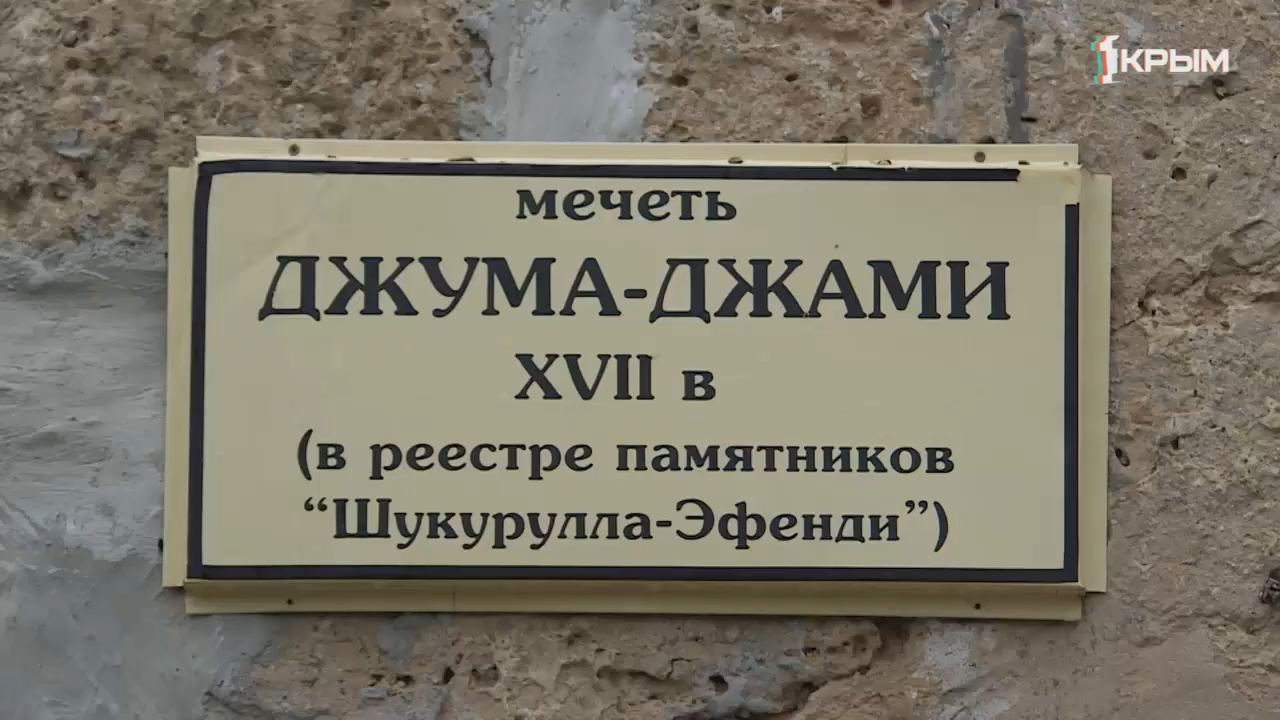 1КРЫМ
мечеть
ДЖУМА-ДЖАМИ
XVII в
(в реестре памятников
“Шукурулла-Эфенди”)